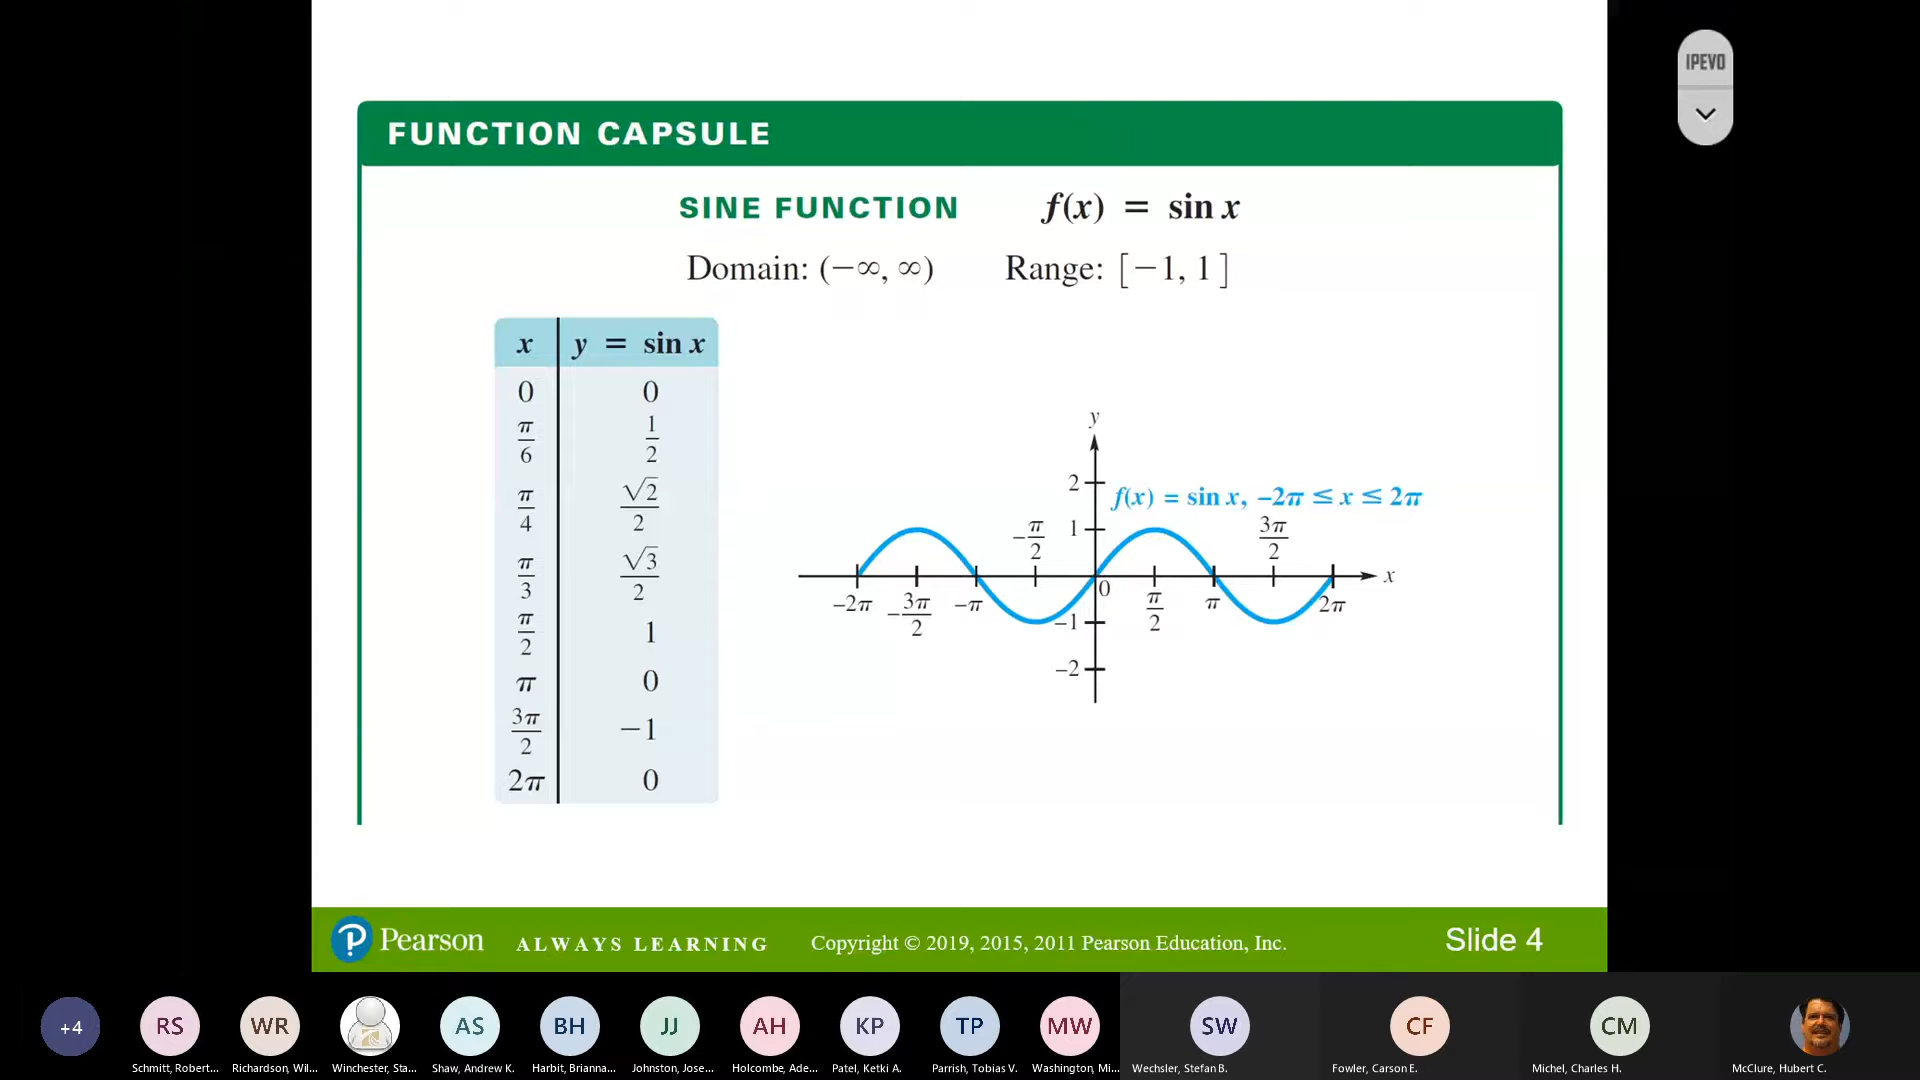 IPEVO
FUNCTION CAPSULE
SINE FUNCTION f(x) = sin x
Domain: (−∞, ∞) Range: [−1, 1]
x y = sin x
0 0
π/6 1/2
π/4 √2/2
π/3 √3/2
π/2 1
π 0
3π/2 −1
2π 0
y
2
f(x) = sin x, −2π ≤ x ≤ 2π
−π/2 1 3π/2
x
−2π −3π/2 −π 0 π/2 π 2π
−1
−2
Pearson ALWAYS LEARNING Copyright © 2019, 2015, 2011 Pearson Education, Inc. Slide 4
+4 RS WR AS BH JJ AH KP TP MW SW CF CM
Schmitt, Robert... Richardson, Wil... Winchester, Sta... Shaw, Andrew K. Harbit, Brianna... Johnston, Jose... Holcombe, Ade... Patel, Ketki A. Parrish, Tobias V. Washington, Mi... Wechsler, Stefan B. Fowler, Carson E. Michel, Charles H. McClure, Hubert C.